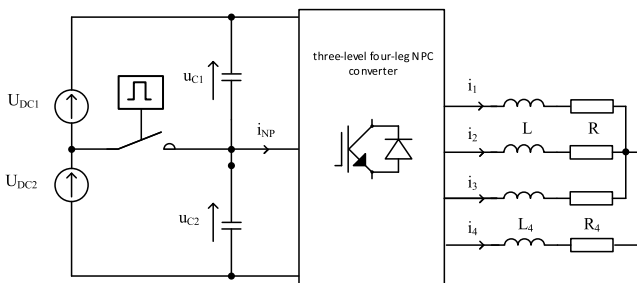 three-level four-leg NPC
converter
U_DC1
U_DC2
u_C1
u_C2
i_NP
i_1
i_2
i_3
i_4
L
R
L_4
R_4